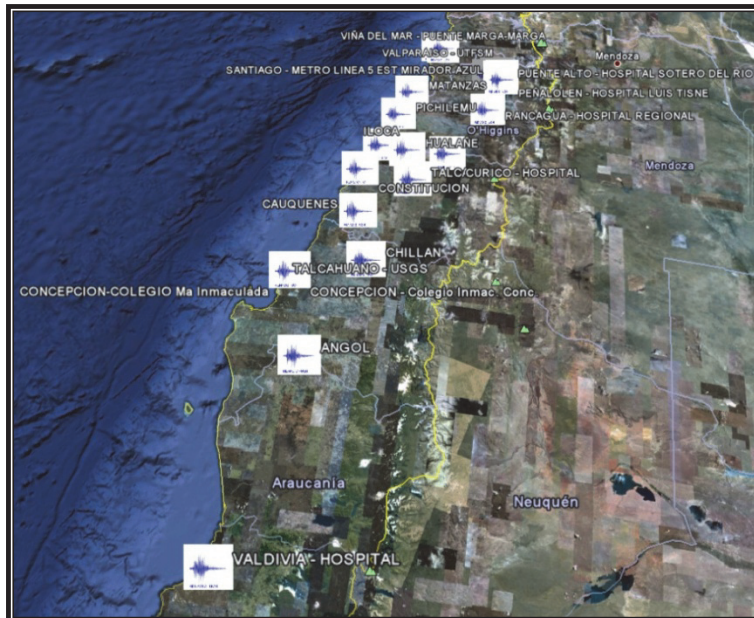 VIÑA DEL MAR - PUENTE MARGA-MARGA
VALPARAISO - UTFSM
Mendoza
SANTIAGO - METRO LINEA 5 EST MIRADOR AZUL
PUENTE ALTO - HOSPITAL SOTERO DEL RIO
MATANZAS
PEÑALOLEN - HOSPITAL LUIS TISNE
PICHILEMU
RANCAGUA - HOSPITAL REGIONAL
O'Higgins
ILOCA
HUALAÑE
Mendoza
TALCA/CURICO - HOSPITAL
CONSTITUCION
CAUQUENES
CHILLAN
TALCAHUANO - USGS
CONCEPCION-COLEGIO Ma Inmaculada
CONCEPCION - Colegio Inmac. Conc.
ANGOL
Araucanía
Neuquén
VALDIVIA - HOSPITAL